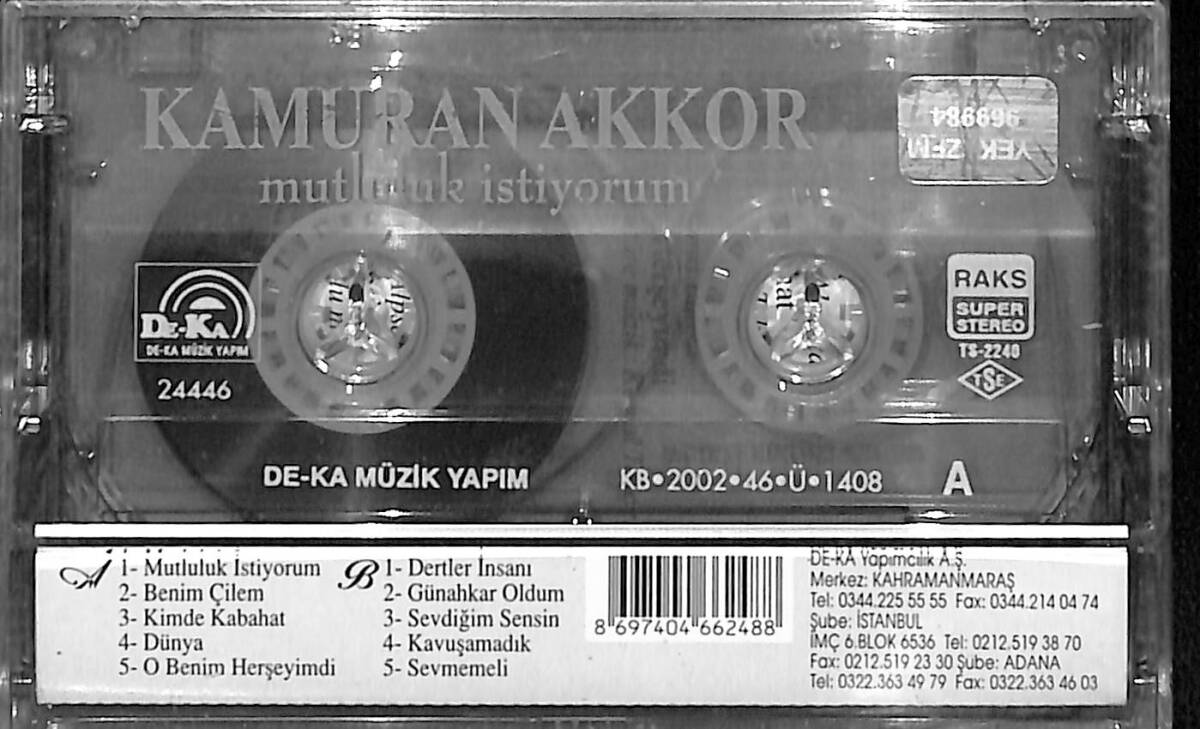 KAMURAN AKKOR
mutluluk istiyorum
969984
YEK
DE-KA
DE-KA MÜZİK YAPIM
24446
RAKS
SUPER
STEREO
TS-2240
TSE
DE-KA MÜZİK YAPIM
KB•2002•46•Ü•1408
A
A 1- Mutluluk İstiyorum
2- Benim Çilem
3- Kimde Kabahat
4- Dünya
5- O Benim Herşeyimdi
B 1- Dertler İnsanı
2- Günahkar Oldum
3- Sevdiğim Sensin
4- Kavuşamadık
5- Sevmemeli
8 697404 662488
DE-KA Yapımcılık A.Ş.
Merkez: KAHRAMANMARAŞ
Tel: 0344.225 55 55 Fax: 0344.214 04 74
Şube: İSTANBUL
İMÇ 6.BLOK 6536 Tel: 0212.519 38 70
Fax: 0212.519 23 30 Şube: ADANA
Tel: 0322.363 49 79 Fax: 0322.363 46 03